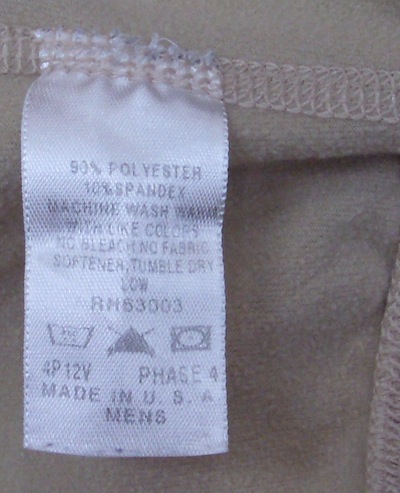 90% POLYESTER
10% SPANDEX
MACHINE WASH WARM
WITH LIKE COLORS
NO BLEACH NO FABRIC
SOFTENER, TUMBLE DRY
LOW
RN63003
4P12V PHASE 4
MADE IN U. S. A
MENS